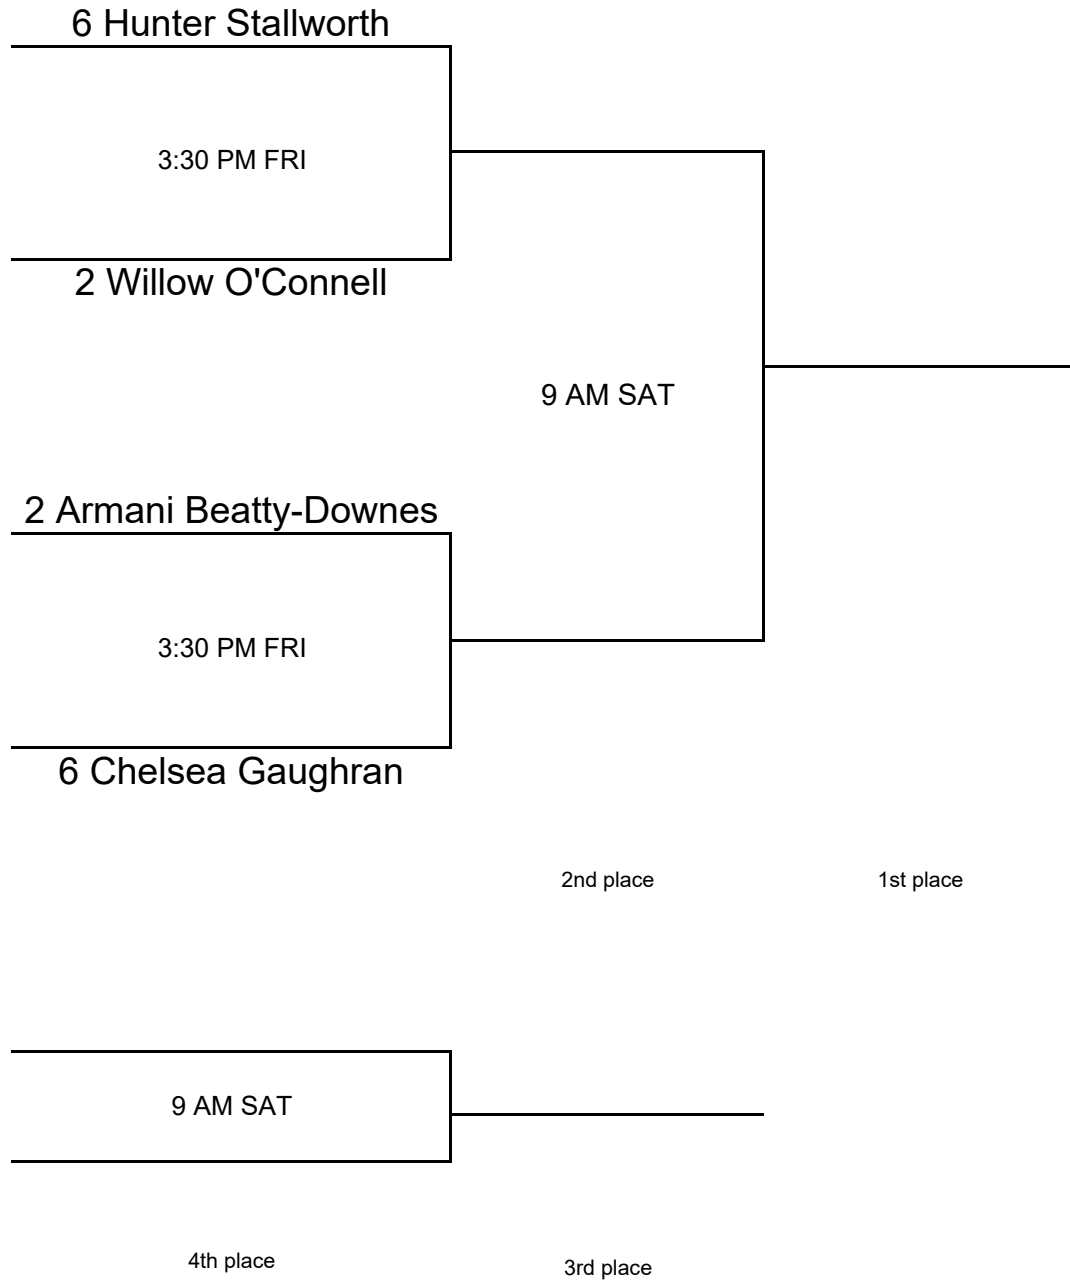 6 Hunter Stallworth
3:30 PM FRI
2 Willow O'Connell
9 AM SAT
2 Armani Beatty-Downes
3:30 PM FRI
6 Chelsea Gaughran
2nd place
1st place
9 AM SAT
4th place
3rd place